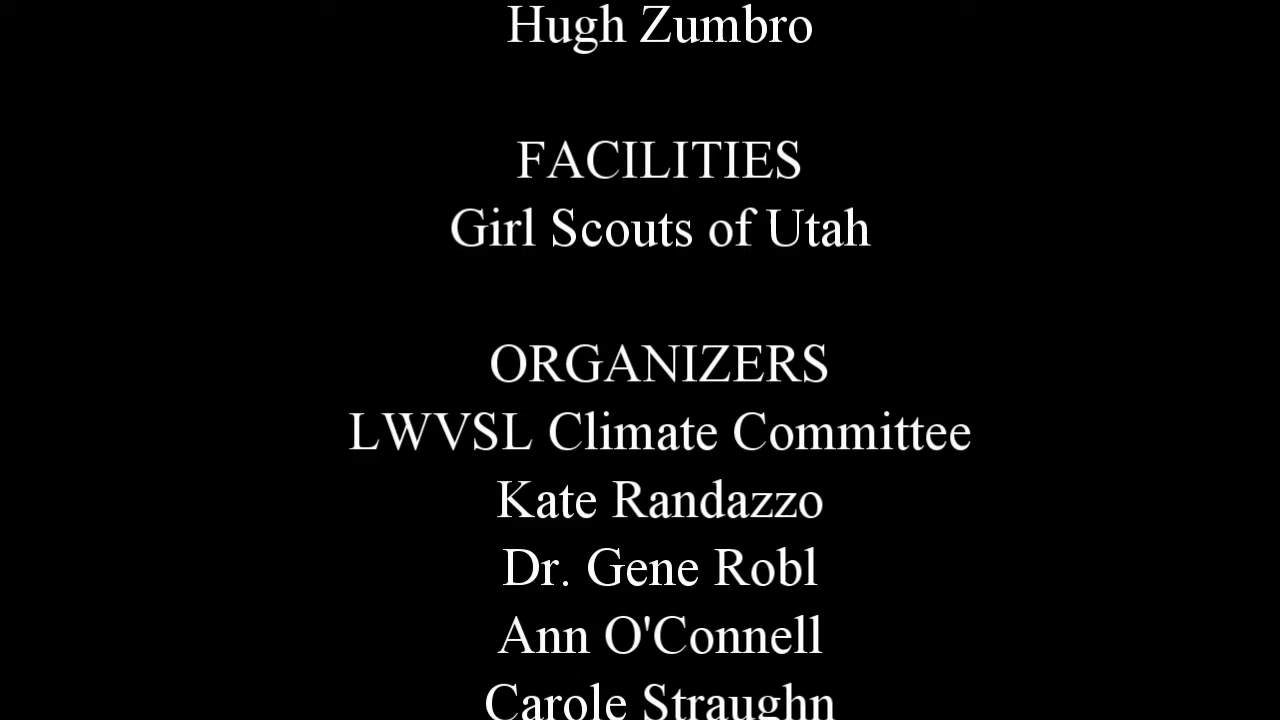 Hugh Zumbro
FACILITIES
Girl Scouts of Utah
ORGANIZERS
LWVSL Climate Committee
Kate Randazzo
Dr. Gene Robl
Ann O'Connell
Carole Straughn